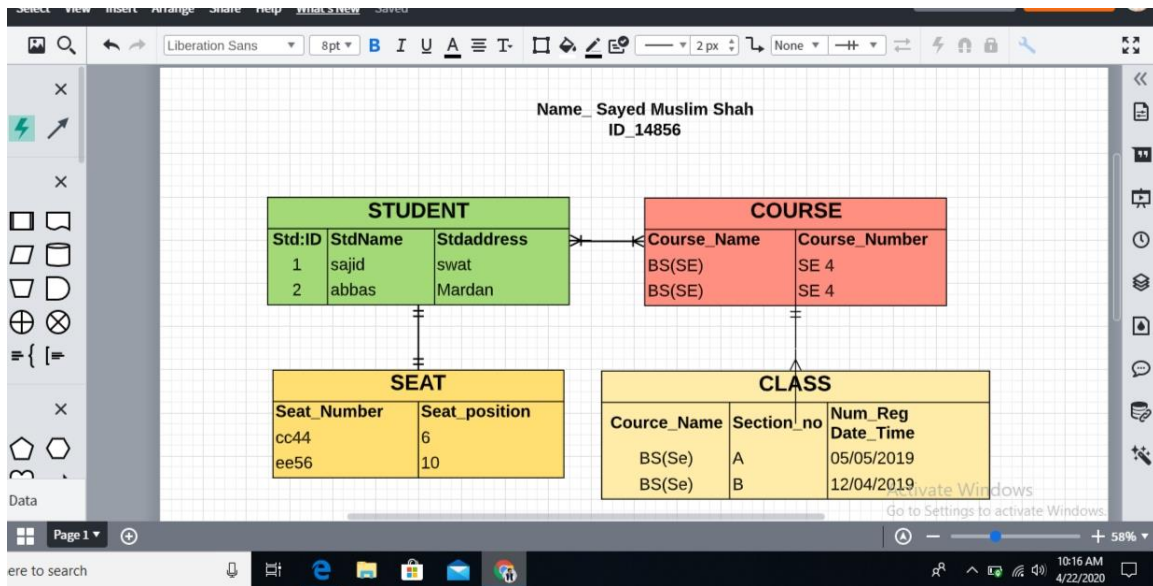 Select View Insert Arrange Share Help What's New Saved
Liberation Sans 8pt B I U A T 2 px None
Name_ Sayed Muslim Shah
ID_14856
STUDENT
Std:ID StdName Stdaddress
1 sajid swat
2 abbas Mardan
COURSE
Course_Name Course_Number
BS(SE) SE 4
BS(SE) SE 4
SEAT
Seat_Number Seat_position
cc44 6
ee56 10
CLASS
Cource_Name Section_no Num_Reg
Date_Time
BS(Se) A 05/05/2019
BS(Se) B 12/04/2019
Activate Windows
Go to Settings to activate Windows.
Data
Page 1 58%
ere to search
10:16 AM
4/22/2020